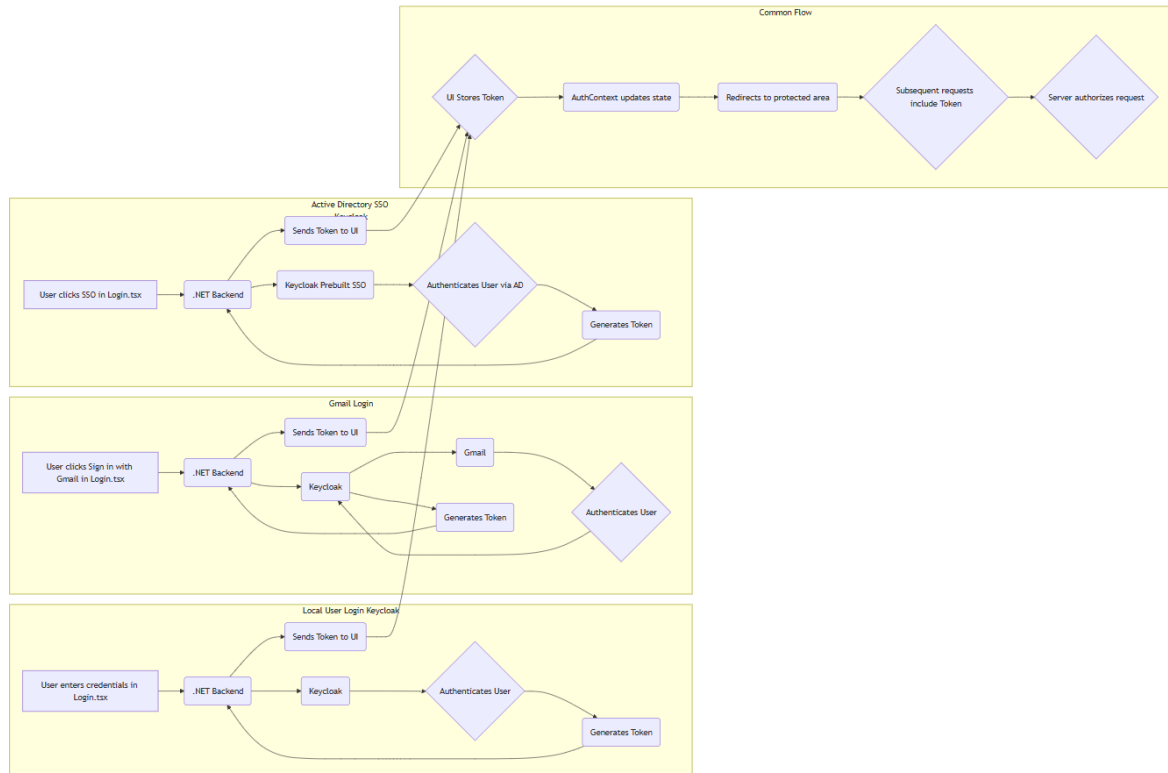 Common Flow
UI Stores Token
AuthContext updates state
Redirects to protected area
Subsequent requests
include Token
Server authorizes request
Active Directory SSO
Keycloak
Sends Token to UI
User clicks SSO in Login.tsx
.NET Backend
Keycloak Prebuilt SSO
Authenticates User via AD
Generates Token
Gmail Login
Sends Token to UI
User clicks Sign in with
Gmail in Login.tsx
.NET Backend
Keycloak
Gmail
Generates Token
Authenticates User
Local User Login Keycloak
Sends Token to UI
User enters credentials in
Login.tsx
.NET Backend
Keycloak
Authenticates User
Generates Token